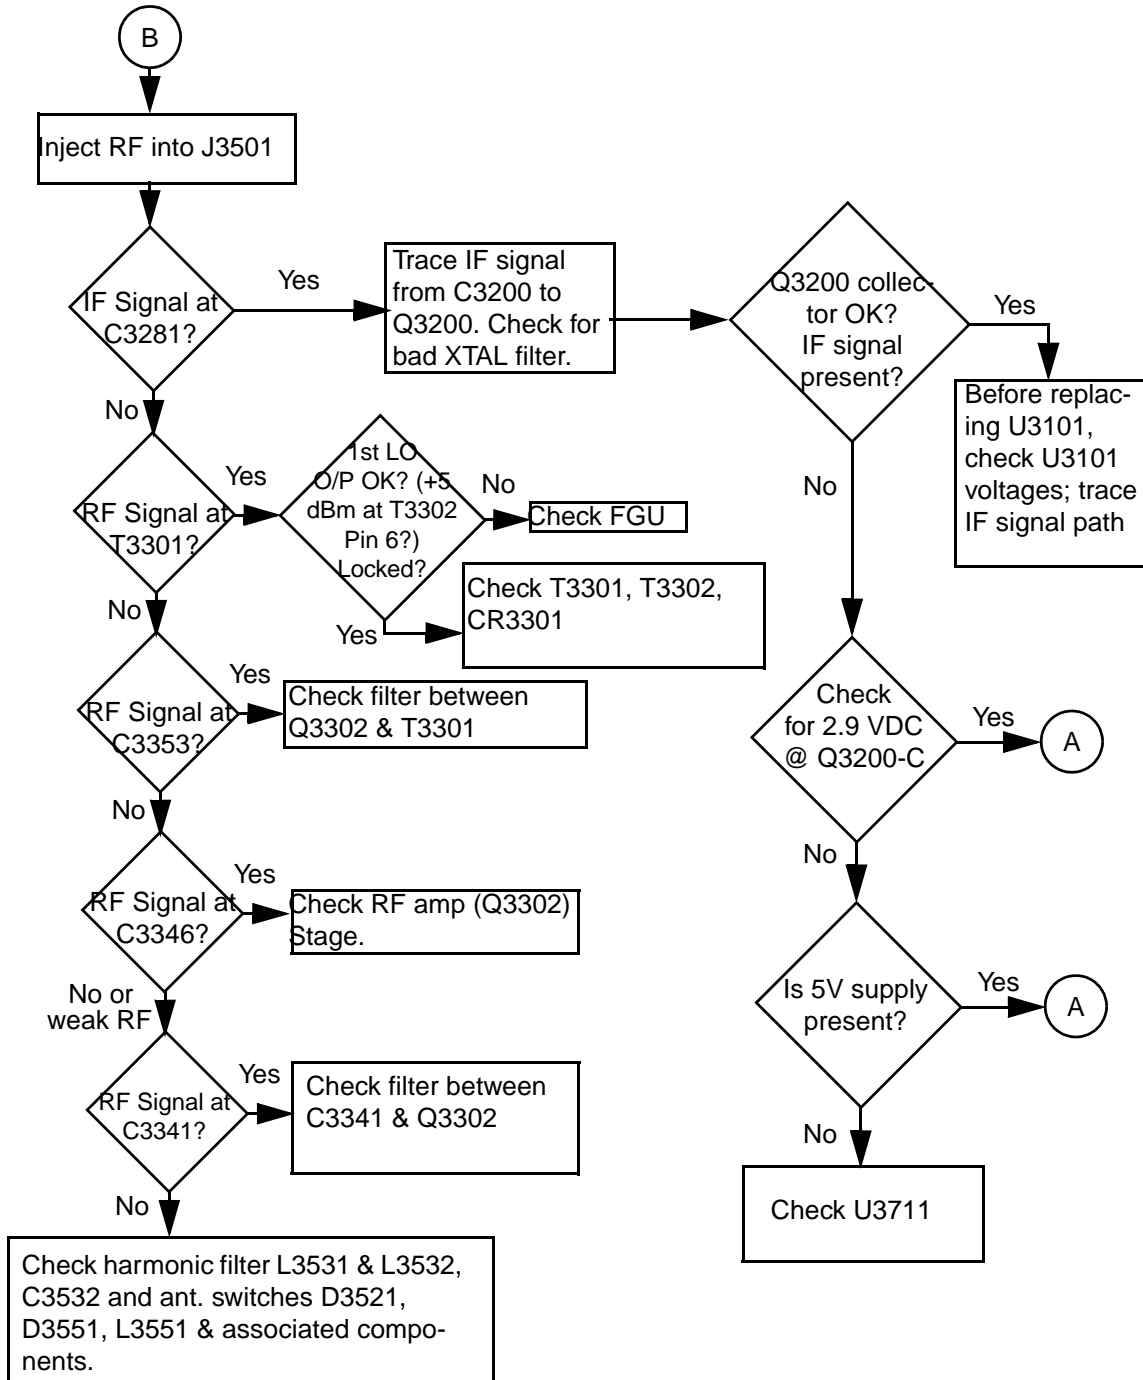 B
Inject RF into J3501
IF Signal at
C3281?
Yes
Trace IF signal
from C3200 to
Q3200. Check for
bad XTAL filter.
Q3200 collec-
tor OK?
IF signal
present?
Yes
Before replac-
ing U3101,
check U3101
voltages; trace
IF signal path
No
No
RF Signal at
T3301?
Yes
1st LO
O/P OK? (+5
dBm at T3302
Pin 6?)
Locked?
No
Check FGU
Yes
Check T3301, T3302,
CR3301
No
RF Signal at
C3353?
Yes
Check filter between
Q3302 & T3301
Check
for 2.9 VDC
@ Q3200-C
Yes
A
No
No
RF Signal at
C3346?
Yes
Check RF amp (Q3302)
Stage.
Is 5V supply
present?
Yes
A
No or
weak RF
RF Signal at
C3341?
Yes
Check filter between
C3341 & Q3302
No
Check U3711
No
Check harmonic filter L3531 & L3532,
C3532 and ant. switches D3521,
D3551, L3551 & associated compo-
nents.